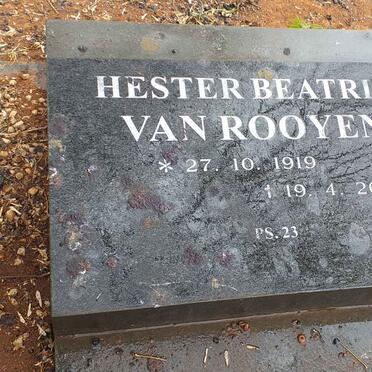 HESTER BEATRI
VAN ROOYEN
* 27. 10. 1919
† 19. 4. 20
PS. 23